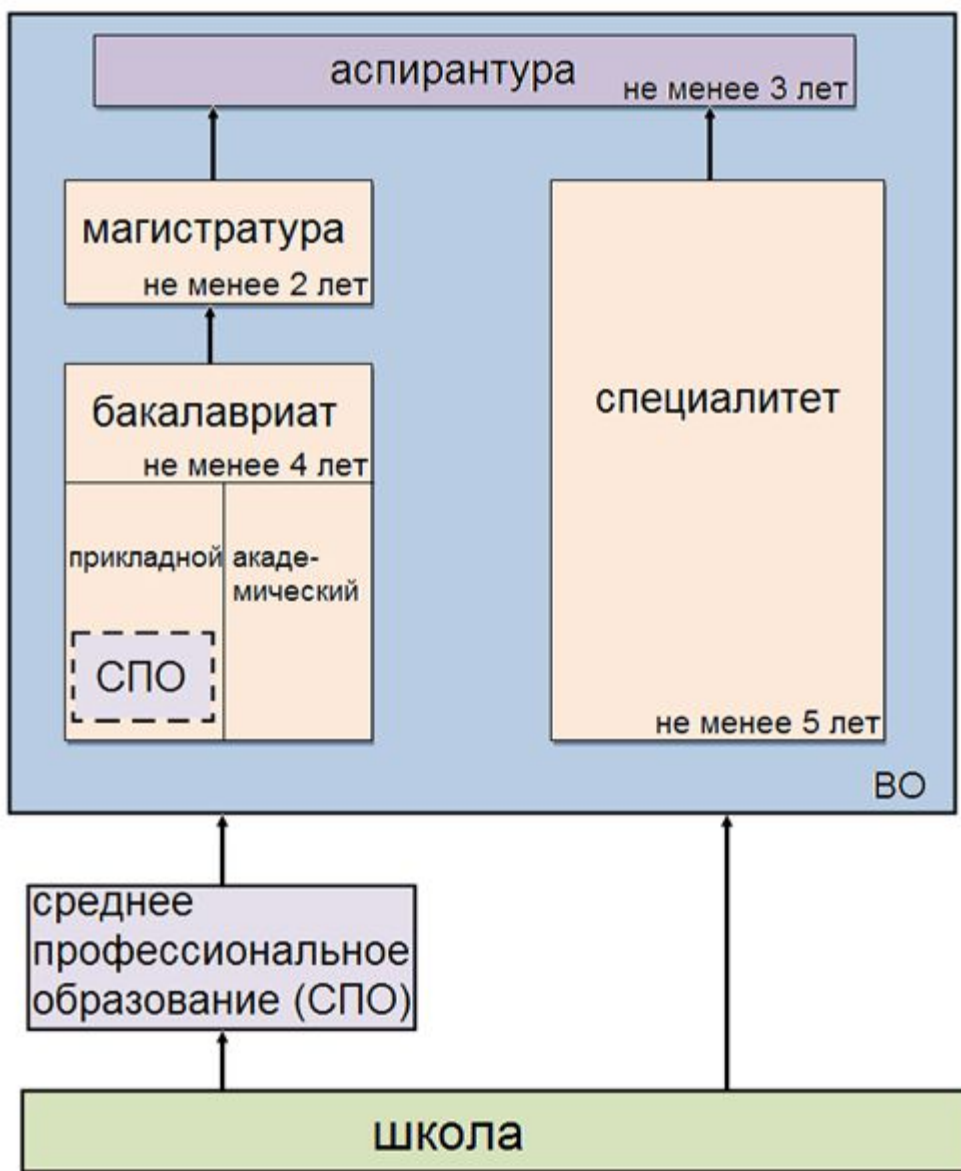 аспирантура
не менее 3 лет
магистратура
не менее 2 лет
бакалавриат
не менее 4 лет
прикладной
акаде-
мический
СПО
специалитет
не менее 5 лет
ВО
среднее
профессиональное
образование (СПО)
школа